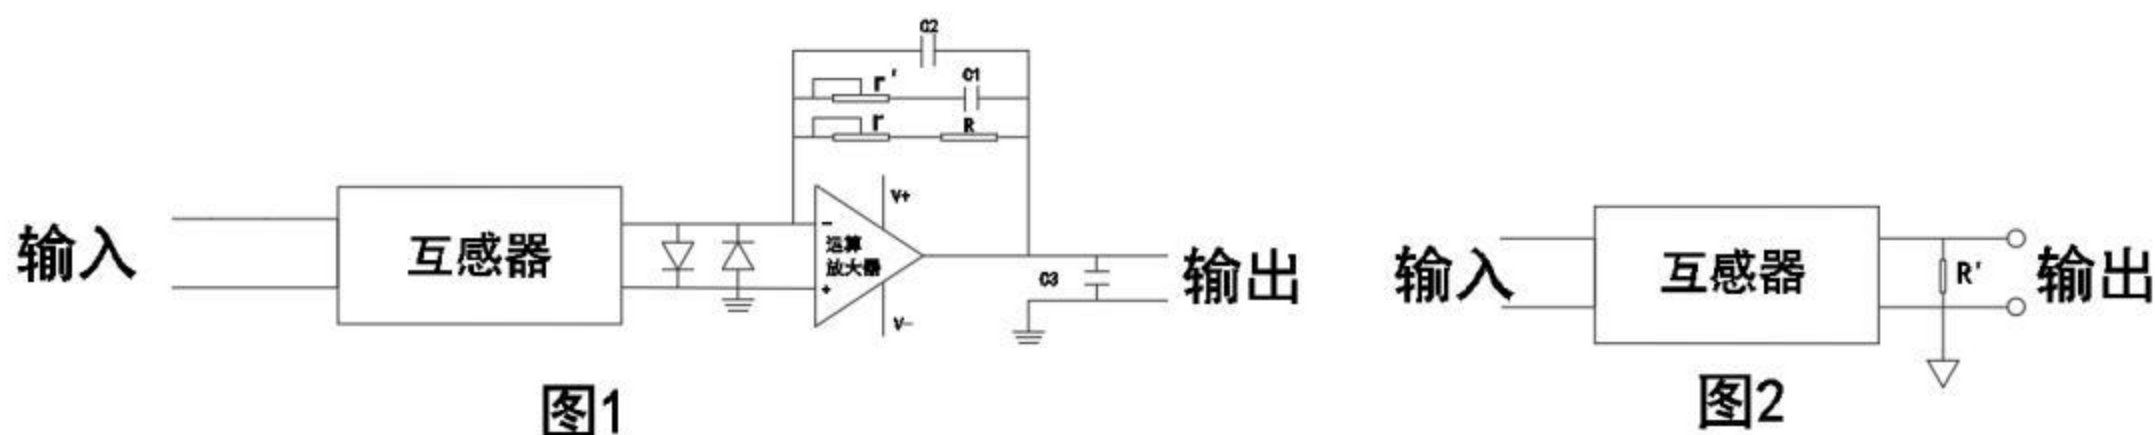 C2
r' C1
r R
V+
输入 互感器 - 运算放大器 + C3 输出
V-
图1
输入 互感器 R' 输出
图2